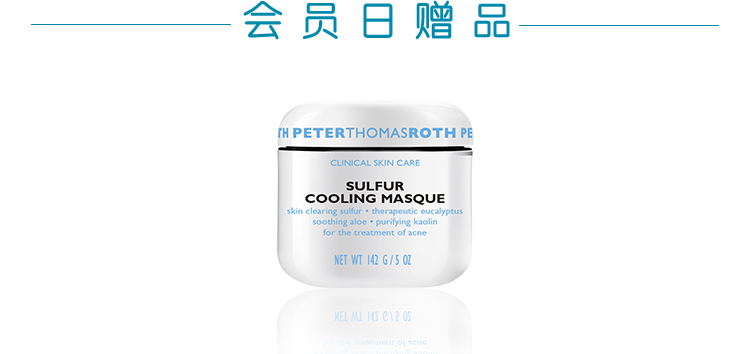 会员日赠品
TH PETERTHOMASROTH PE
CLINICAL SKIN CARE
SULFUR
COOLING MASQUE
skin clearing sulfur • therapeutic eucalyptus
soothing aloe • purifying kaolin
for the treatment of acne
NET WT 142 G/5 OZ